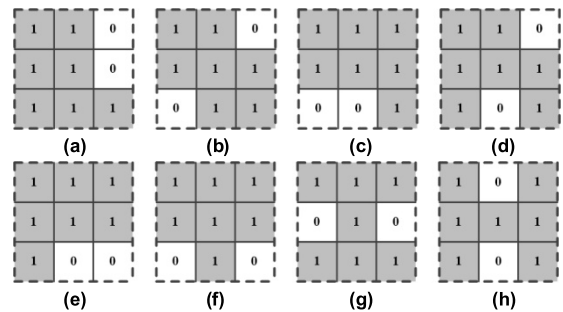 1 1 0 1 1 0 1 1 1 1 1 0
1 1 0 1 1 1 1 1 1 1 1 1
1 1 1 0 1 1 0 0 1 1 0 1
(a) (b) (c) (d)
1 1 1 1 1 1 1 1 1 1 0 1
1 1 1 1 1 1 0 1 0 1 1 1
1 0 0 0 1 0 1 1 1 1 0 1
(e) (f) (g) (h)